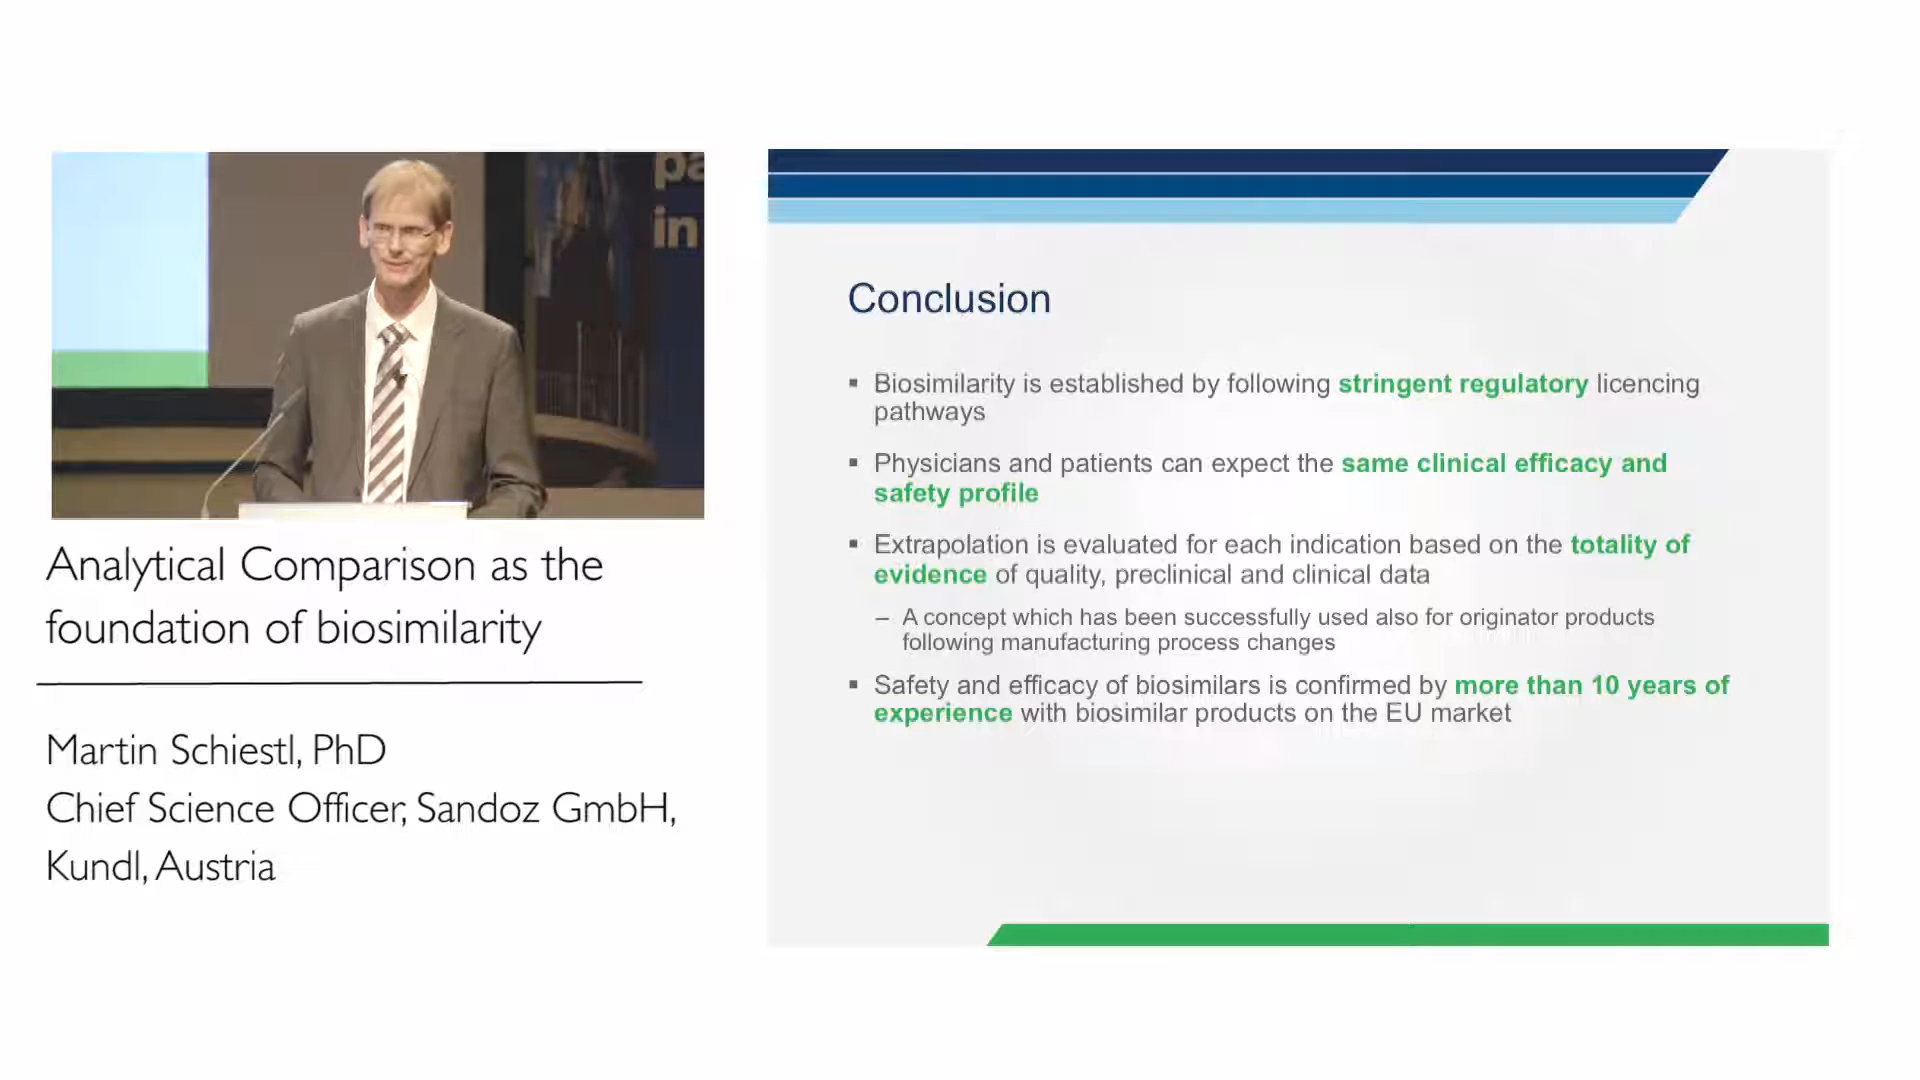 pa
in
Analytical Comparison as the
foundation of biosimilarity
Martin Schiestl, PhD
Chief Science Officer, Sandoz GmbH,
Kundl, Austria
Conclusion
▪ Biosimilarity is established by following stringent regulatory licencing
pathways
▪ Physicians and patients can expect the same clinical efficacy and
safety profile
▪ Extrapolation is evaluated for each indication based on the totality of
evidence of quality, preclinical and clinical data
– A concept which has been successfully used also for originator products
following manufacturing process changes
▪ Safety and efficacy of biosimilars is confirmed by more than 10 years of
experience with biosimilar products on the EU market